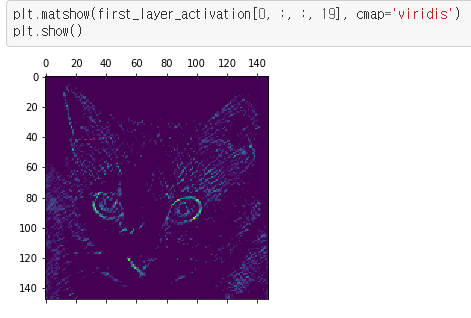 plt.matshow(first_layer_activation[0, :, :, 19], cmap='viridis')
plt.show()
0 20 40 60 80 100 120 140
0
20
40
60
80
100
120
140